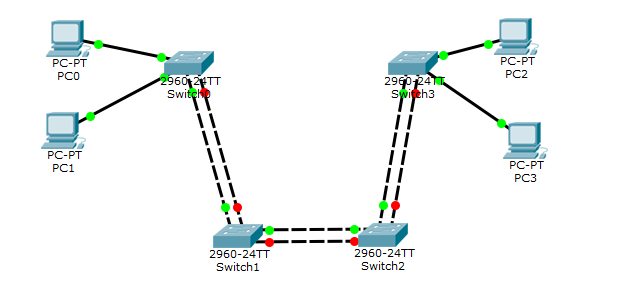 PC-PT
PC0
2960-24TT
Switch0
2960-24TT
Switch3
PC-PT
PC2
PC-PT
PC1
PC-PT
PC3
2960-24TT
Switch1
2960-24TT
Switch2